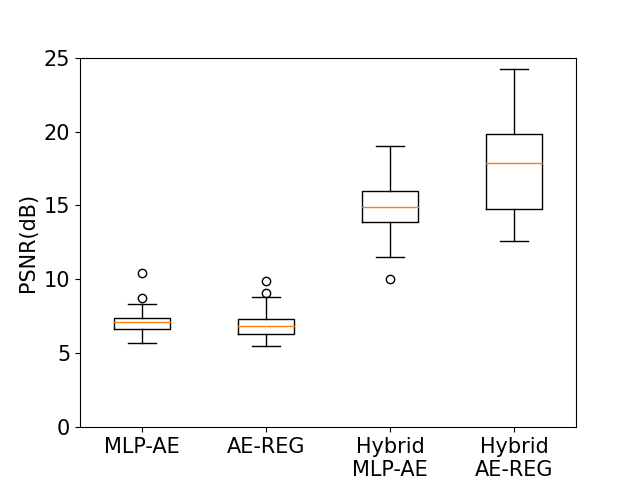 25
20
15
10
5
0
PSNR(dB)
MLP-AE
AE-REG
Hybrid
MLP-AE
Hybrid
AE-REG